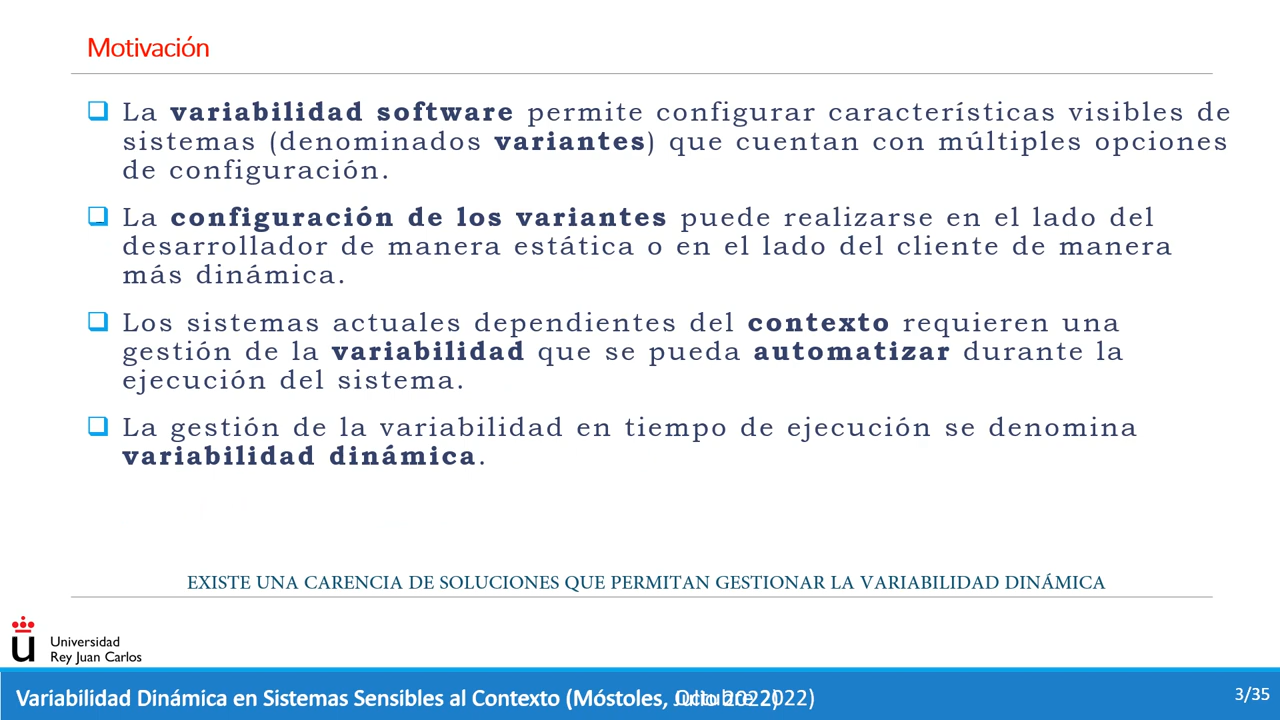 Motivación
La variabilidad software permite configurar características visibles de
sistemas (denominados variantes) que cuentan con múltiples opciones
de configuración.
La configuración de los variantes puede realizarse en el lado del
desarrollador de manera estática o en el lado del cliente de manera
más dinámica.
Los sistemas actuales dependientes del contexto requieren una
gestión de la variabilidad que se pueda automatizar durante la
ejecución del sistema.
La gestión de la variabilidad en tiempo de ejecución se denomina
variabilidad dinámica.
EXISTE UNA CARENCIA DE SOLUCIONES QUE PERMITAN GESTIONAR LA VARIABILIDAD DINÁMICA
u
Universidad
Rey Juan Carlos
Variabilidad Dinámica en Sistemas Sensibles al Contexto (Móstoles, 2022)
3/35